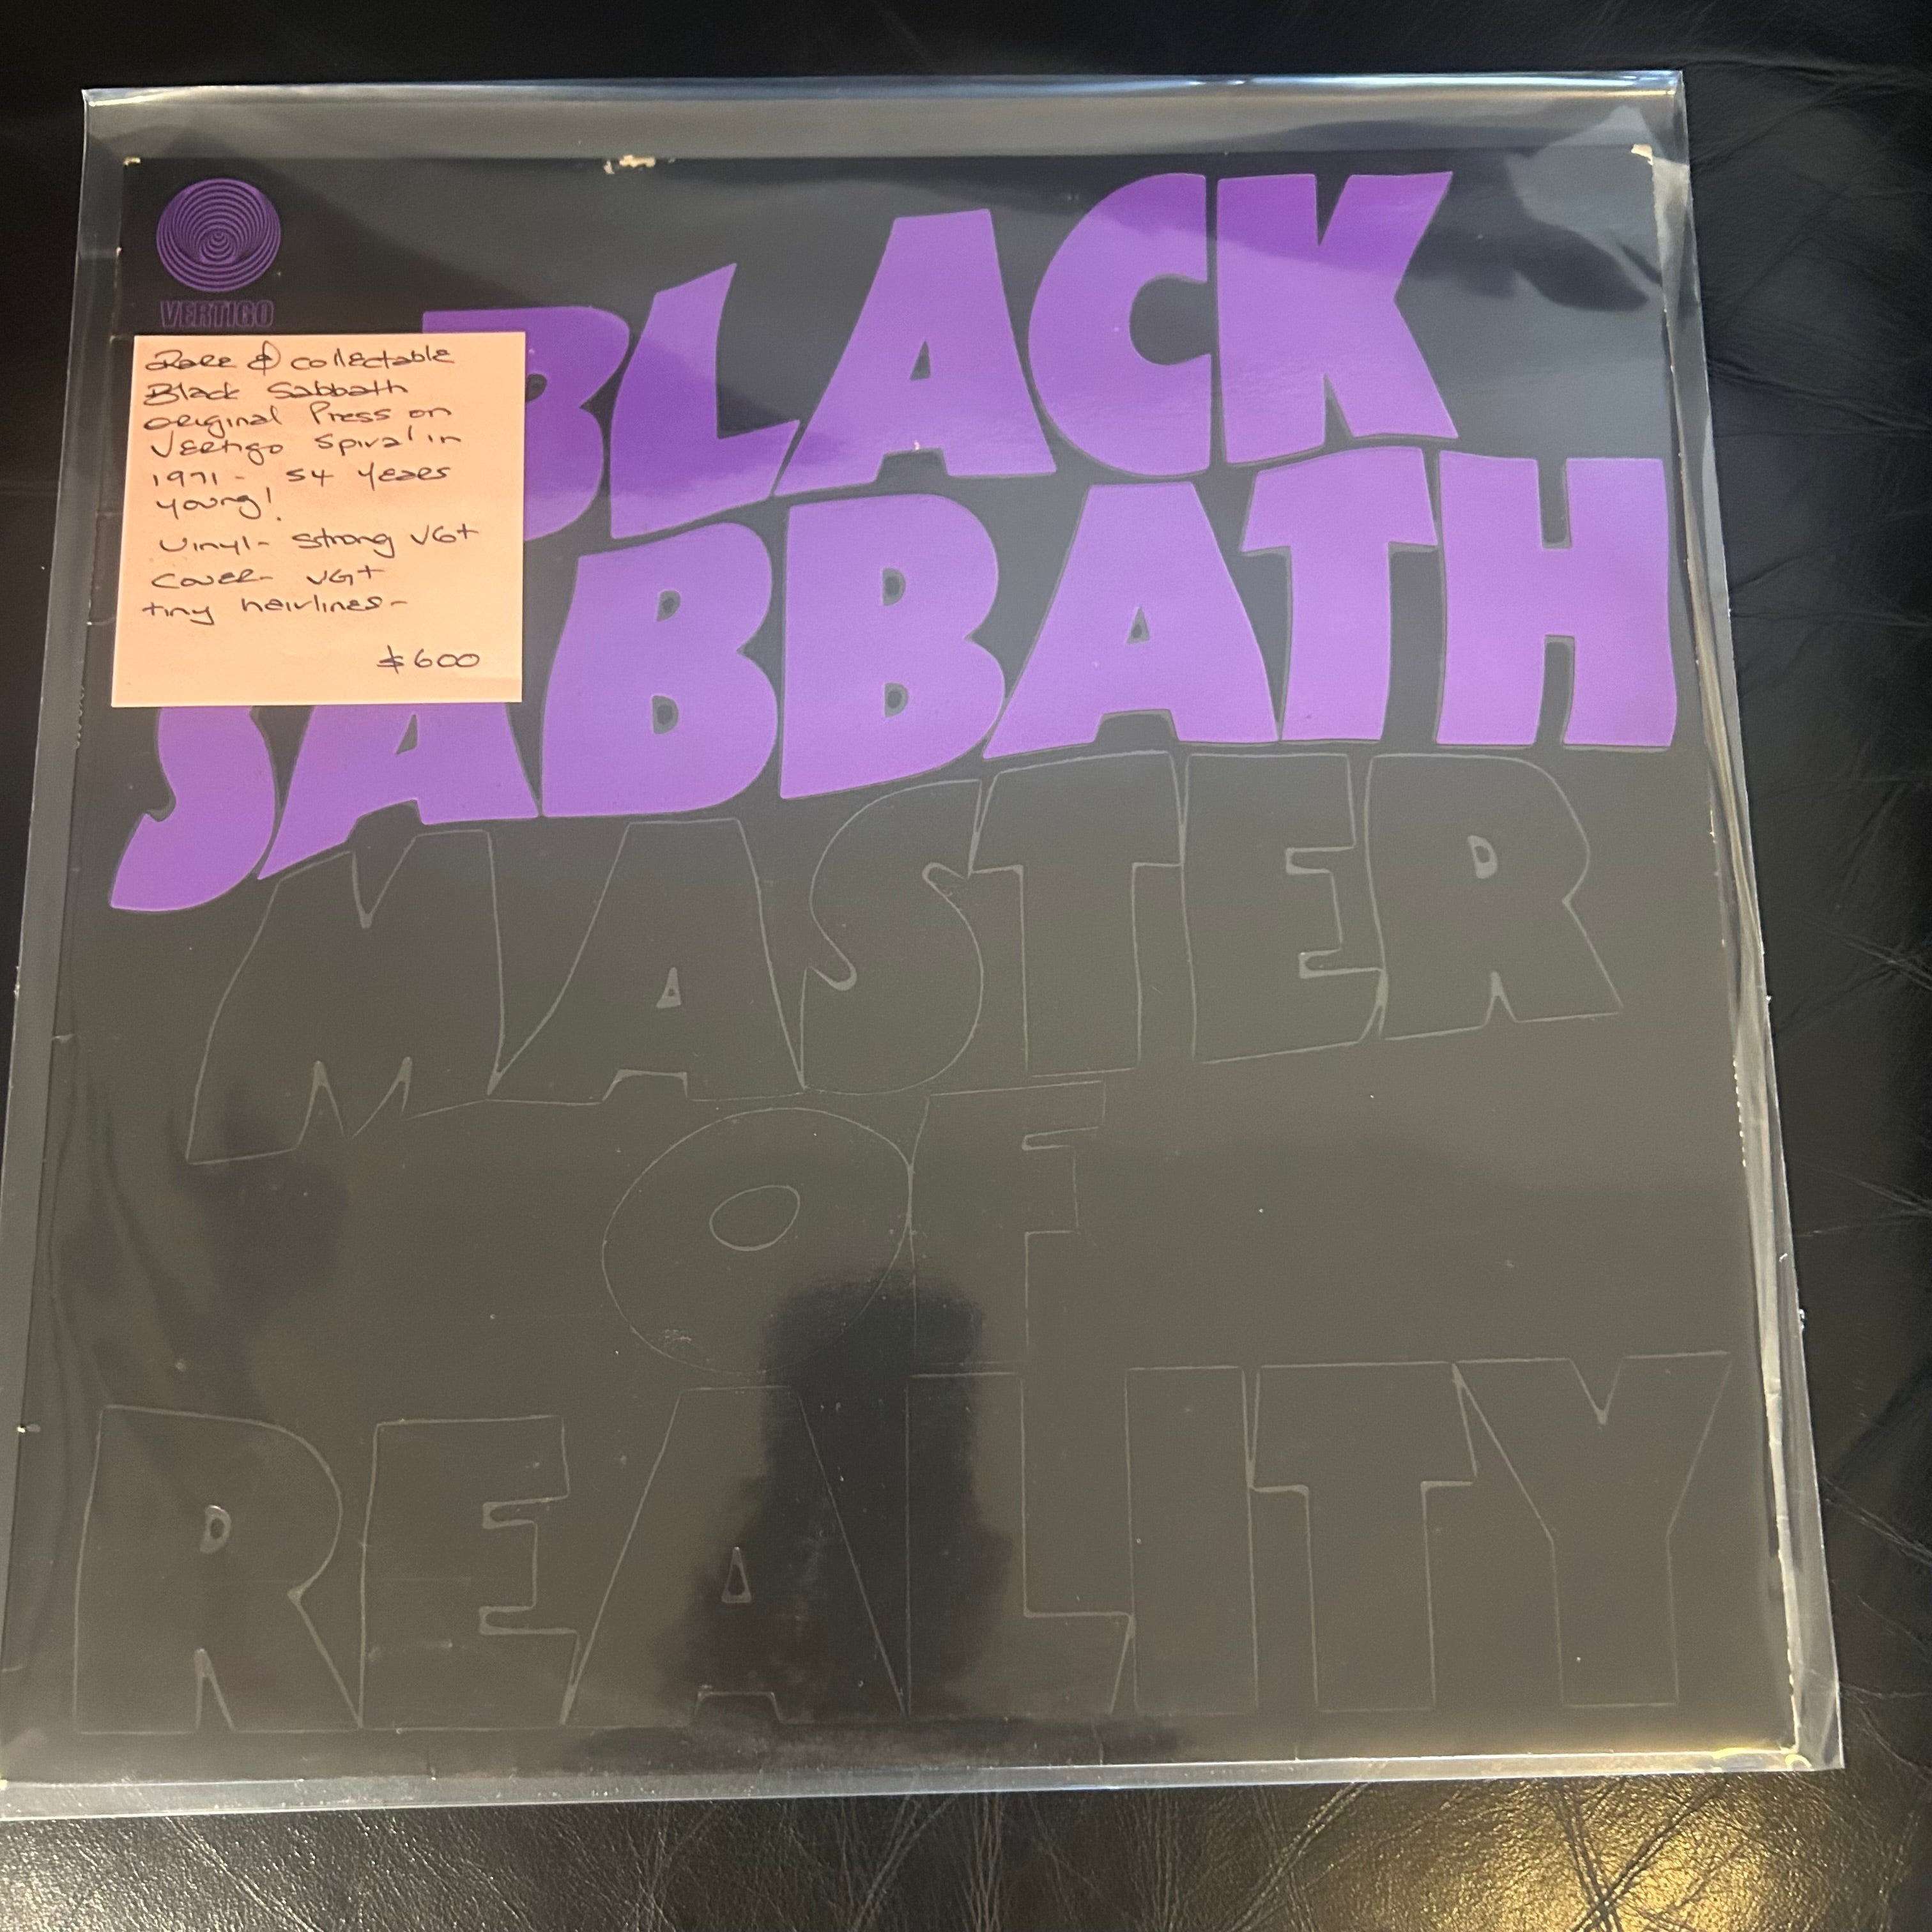 VERTIGO
BLACK
SABBATH
MASTER
OF
REALITY
Rare & collectable
Black Sabbath
original Press on
Vertigo spiral in
1971 - 54 years
young!
Vinyl - strong VG+
Cover - VG+
tiny hairlines -
$600